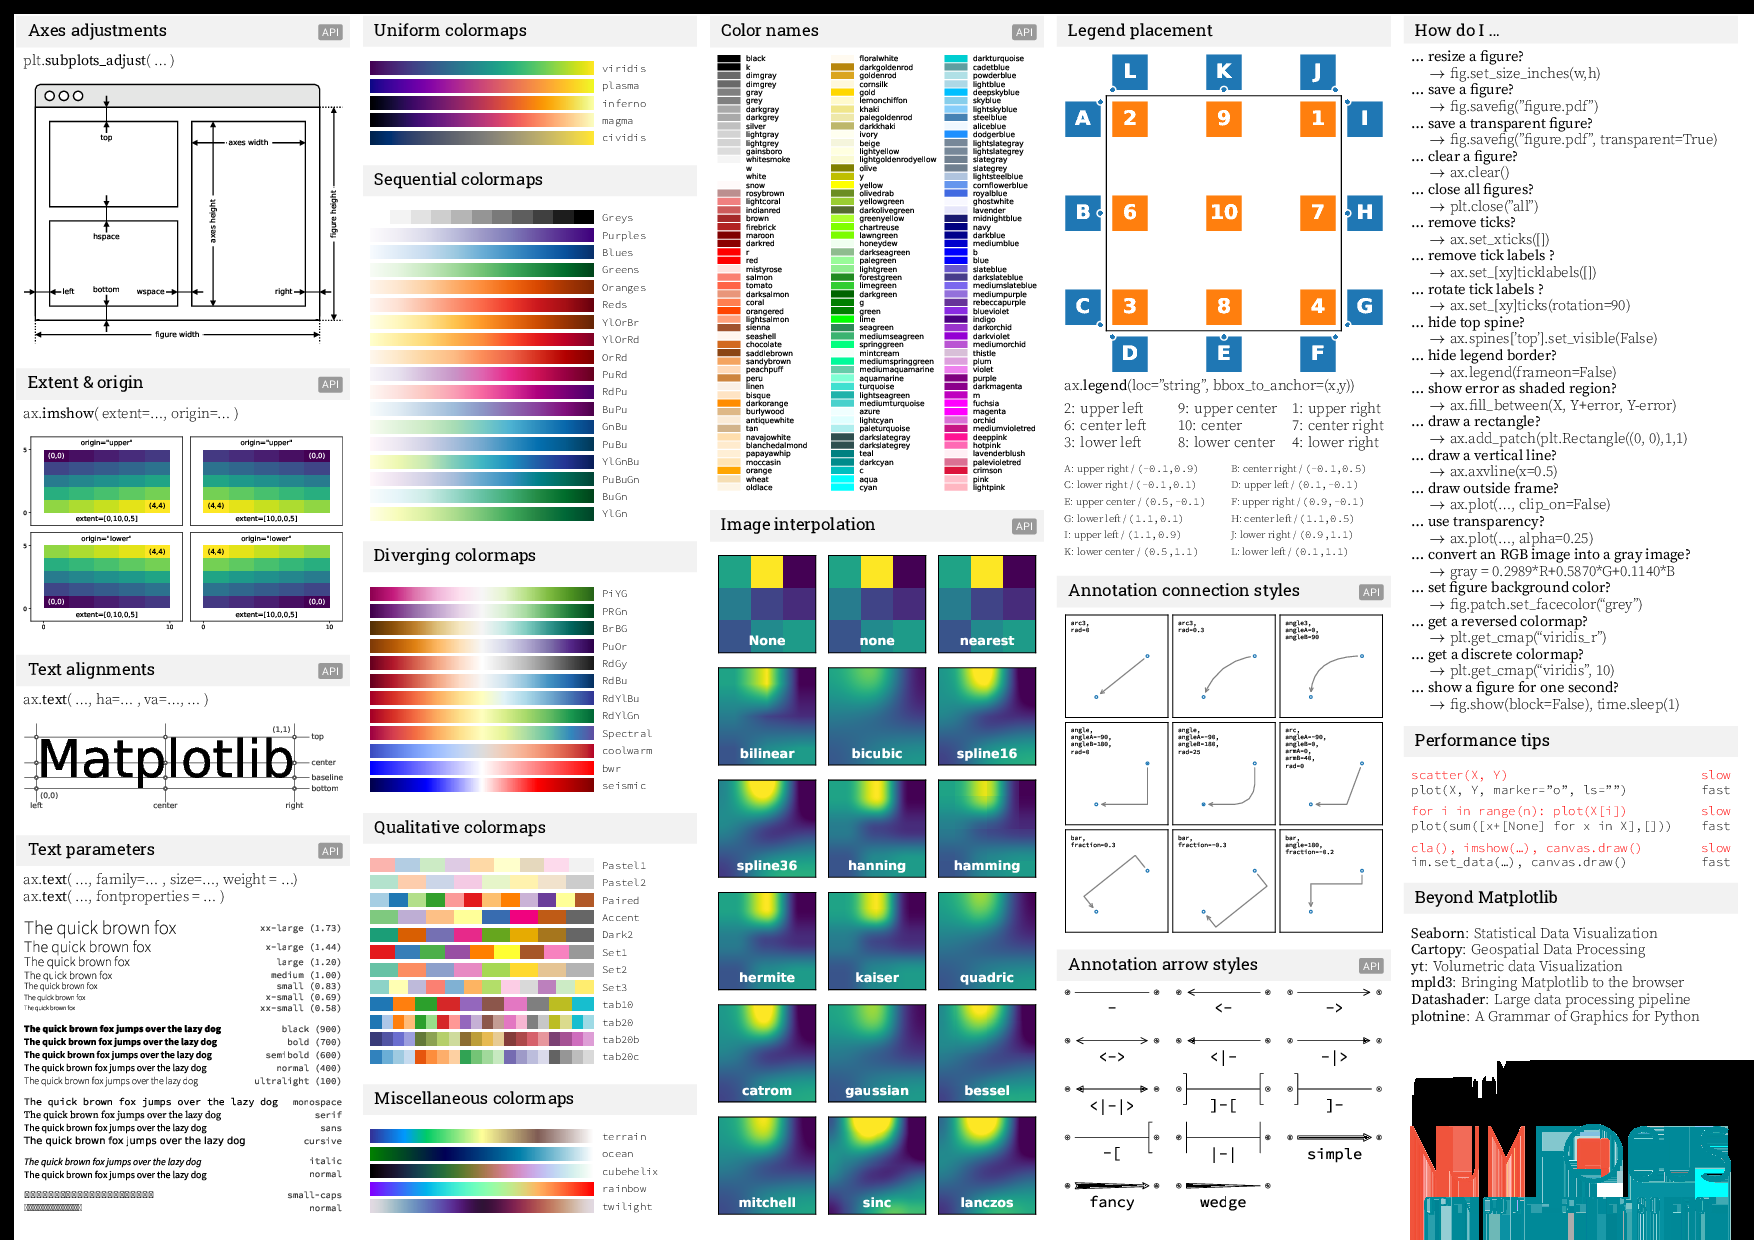 Axes adjustments
API
plt.subplots_adjust( … )
top
axes width
axes height
figure height
hspace
left
bottom
wspace
right
figure width
Extent & origin
API
ax.imshow( extent=…, origin=… )
origin="upper"
origin="upper"
5
(0,0)
(0,0)
(4,4)
(4,4)
0
extent=[0,10,0,5]
extent=[10,0,0,5]
origin="lower"
origin="lower"
5
(4,4)
(4,4)
(0,0)
(0,0)
0
extent=[0,10,0,5]
extent=[10,0,0,5]
0
10
0
10
Text alignments
API
ax.text( …, ha=… , va=…, … )
(1,1)
top
Matplotlib
center
baseline
bottom
(0,0)
left
center
right
Text parameters
API
ax.text( …, family=… , size=…, weight = …)
ax.text( …, fontproperties = … )
The quick brown fox xx-large (1.73)
The quick brown fox x-large (1.44)
The quick brown fox large (1.20)
The quick brown fox medium (1.00)
The quick brown fox small (0.83)
The quick brown fox x-small (0.69)
The quick brown fox xx-small (0.58)
The quick brown fox jumps over the lazy dog black (900)
The quick brown fox jumps over the lazy dog bold (700)
The quick brown fox jumps over the lazy dog semibold (600)
The quick brown fox jumps over the lazy dog normal (400)
The quick brown fox jumps over the lazy dog ultralight (100)
The quick brown fox jumps over the lazy dog monospace
The quick brown fox jumps over the lazy dog serif
The quick brown fox jumps over the lazy dog sans
The quick brown fox jumps over the lazy dog cursive
The quick brown fox jumps over the lazy dog italic
The quick brown fox jumps over the lazy dog normal
small-caps
normal
Uniform colormaps
viridis
plasma
inferno
magma
cividis
Sequential colormaps
Greys
Purples
Blues
Greens
Oranges
Reds
YlOrBr
YlOrRd
OrRd
PuRd
RdPu
BuPu
GnBu
PuBu
YlGnBu
PuBuGn
BuGn
YlGn
Diverging colormaps
PiYG
PRGn
BrBG
PuOr
RdGy
RdBu
RdYlBu
RdYlGn
Spectral
coolwarm
bwr
seismic
Qualitative colormaps
Pastel1
Pastel2
Paired
Accent
Dark2
Set1
Set2
Set3
tab10
tab20
tab20b
tab20c
Miscellaneous colormaps
terrain
ocean
cubehelix
rainbow
twilight
Color names
API
black
k
dimgray
dimgrey
gray
grey
darkgray
darkgrey
silver
lightgray
lightgrey
gainsboro
whitesmoke
w
white
snow
rosybrown
lightcoral
indianred
brown
firebrick
maroon
darkred
r
red
mistyrose
salmon
tomato
darksalmon
coral
orangered
lightsalmon
sienna
seashell
chocolate
saddlebrown
sandybrown
peachpuff
peru
linen
bisque
darkorange
burlywood
antiquewhite
tan
navajowhite
blanchedalmond
papayawhip
moccasin
orange
wheat
oldlace
floralwhite
darkgoldenrod
goldenrod
cornsilk
gold
lemonchiffon
khaki
palegoldenrod
darkkhaki
ivory
beige
lightyellow
lightgoldenrodyellow
olive
y
yellow
olivedrab
yellowgreen
darkolivegreen
greenyellow
chartreuse
lawngreen
honeydew
darkseagreen
palegreen
lightgreen
forestgreen
limegreen
darkgreen
g
green
lime
seagreen
mediumseagreen
springgreen
mintcream
mediumspringgreen
mediumaquamarine
aquamarine
turquoise
lightseagreen
mediumturquoise
azure
lightcyan
paleturquoise
darkslategray
darkslategrey
teal
darkcyan
c
aqua
cyan
darkturquoise
cadetblue
powderblue
lightblue
deepskyblue
skyblue
lightskyblue
steelblue
aliceblue
dodgerblue
lightslategray
lightslategrey
slategray
slategrey
lightsteelblue
cornflowerblue
royalblue
ghostwhite
lavender
midnightblue
navy
darkblue
mediumblue
b
blue
slateblue
darkslateblue
mediumslateblue
mediumpurple
rebeccapurple
blueviolet
indigo
darkorchid
darkviolet
mediumorchid
thistle
plum
violet
purple
darkmagenta
m
fuchsia
magenta
orchid
mediumvioletred
deeppink
hotpink
lavenderblush
palevioletred
crimson
pink
lightpink
Image interpolation
API
None
none
nearest
bilinear
bicubic
spline16
spline36
hanning
hamming
hermite
kaiser
quadric
catrom
gaussian
bessel
mitchell
sinc
lanczos
Legend placement
L K J
A 2 9 1 I
B 6 10 7 H
C 3 8 4 G
D E F
ax.legend(loc="string", bbox_to_anchor=(x,y))
2: upper left 9: upper center 1: upper right
6: center left 10: center 7: center right
3: lower left 8: lower center 4: lower right
A: upper right / (−0.1,0.9) B: center right / (−0.1,0.5)
C: lower right / (−0.1,0.1) D: upper left / (0.1,−0.1)
E: upper center / (0.5,−0.1) F: upper right / (0.9,−0.1)
G: lower left / (1.1,0.1) H: center left / (1.1,0.5)
I: upper left / (1.1,0.9) J: lower right / (0.9,1.1)
K: lower center / (0.5,1.1) L: lower left / (0.1,1.1)
Annotation connection styles
API
arc3,
rad=0
arc3,
rad=0.3
angle3,
angleA=0,
angleB=90
angle,
angleA=-90,
angleB=180,
rad=0
angle,
angleA=-90,
angleB=180,
rad=25
arc,
angleA=-90,
angleB=0,
armA=0,
armB=40,
rad=0
bar,
fraction=0.3
bar,
fraction=-0.3
bar,
angle=180,
fraction=-0.2
Annotation arrow styles
API
-
<-
->
<->
<|-
-|>
<|-|>
]-[
]-
-[
|-|
simple
fancy
wedge
How do I …
… resize a figure?
→ fig.set_size_inches(w,h)
… save a figure?
→ fig.savefig("figure.pdf")
… save a transparent figure?
→ fig.savefig("figure.pdf", transparent=True)
… clear a figure?
→ ax.clear()
… close all figures?
→ plt.close("all")
… remove ticks?
→ ax.set_xticks([])
… remove tick labels ?
→ ax.set_[xy]ticklabels([])
… rotate tick labels ?
→ ax.set_[xy]ticks(rotation=90)
… hide top spine?
→ ax.spines['top'].set_visible(False)
… hide legend border?
→ ax.legend(frameon=False)
… show error as shaded region?
→ ax.fill_between(X, Y+error, Y-error)
… draw a rectangle?
→ ax.add_patch(plt.Rectangle((0, 0),1,1)
… draw a vertical line?
→ ax.axvline(x=0.5)
… draw outside frame?
→ ax.plot(…, clip_on=False)
… use transparency?
→ ax.plot(…, alpha=0.25)
… convert an RGB image into a gray image?
→ gray = 0.2989*R+0.5870*G+0.1140*B
… set figure background color?
→ fig.patch.set_facecolor("grey")
… get a reversed colormap?
→ plt.get_cmap("viridis_r")
… get a discrete colormap?
→ plt.get_cmap("viridis", 10)
… show a figure for one second?
→ fig.show(block=False), time.sleep(1)
Performance tips
scatter(X, Y) slow
plot(X, Y, marker="o", ls="") fast
for i in range(n): plot(X[i]) slow
plot(sum([x+[None] for x in X],[])) fast
cla(), imshow(…), canvas.draw() slow
im.set_data(…), canvas.draw() fast
Beyond Matplotlib
Seaborn: Statistical Data Visualization
Cartopy: Geospatial Data Processing
yt: Volumetric data Visualization
mpld3: Bringing Matplotlib to the browser
Datashader: Large data processing pipeline
plotnine: A Grammar of Graphics for Python